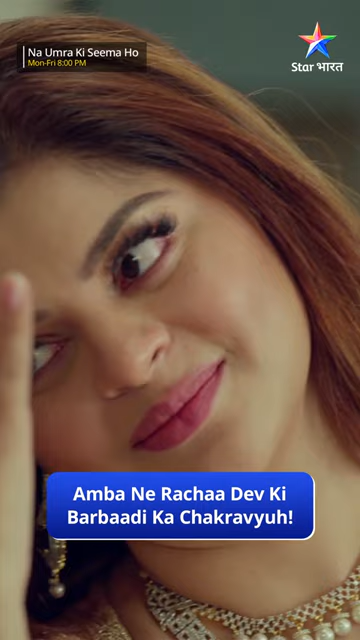 Na Umra Ki Seema Ho
Mon-Fri 8:00 PM
Star भारत
Amba Ne Rachaa Dev Ki
Barbaadi Ka Chakravyuh!